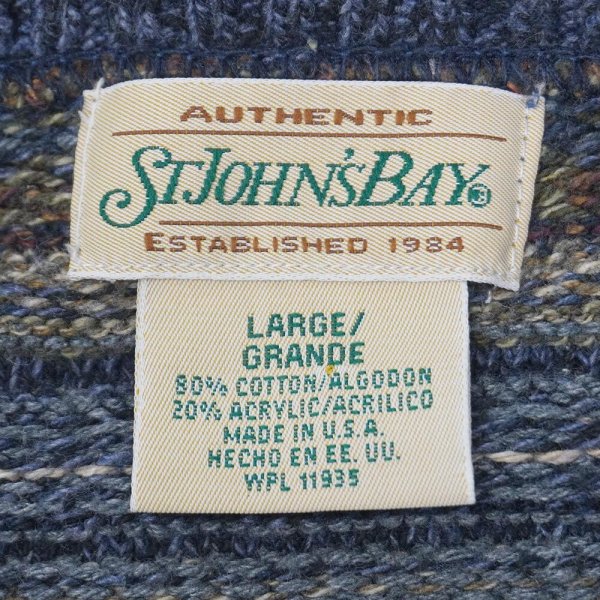 AUTHENTIC
ST JOHN'S BAY®
ESTABLISHED 1984
LARGE/
GRANDE
80% COTTON/ALGODON
20% ACRYLIC/ACRILICO
MADE IN U.S.A.
HECHO EN EE. UU.
WPL 11935